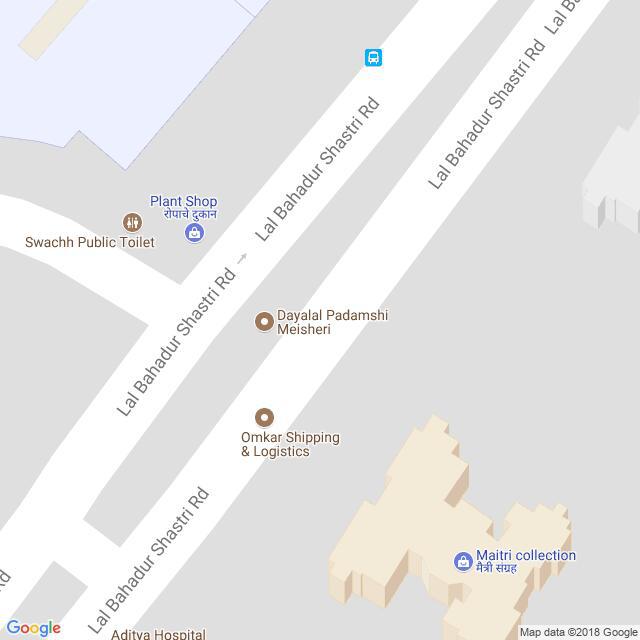 Lal Ba
Lal Bahadur Shastri Rd
Lal Bahadur Shastri Rd
Plant Shop
रोपाचे दुकान
Swachh Public Toilet
Lal Bahadur Shastri Rd
Dayalal Padamshi
Meisheri
Omkar Shipping
& Logistics
Lal Bahadur Shastri Rd
Maitri collection
मैत्री संग्रह
Rd
Aditya Hospital
Google
Map data ©2018 Google